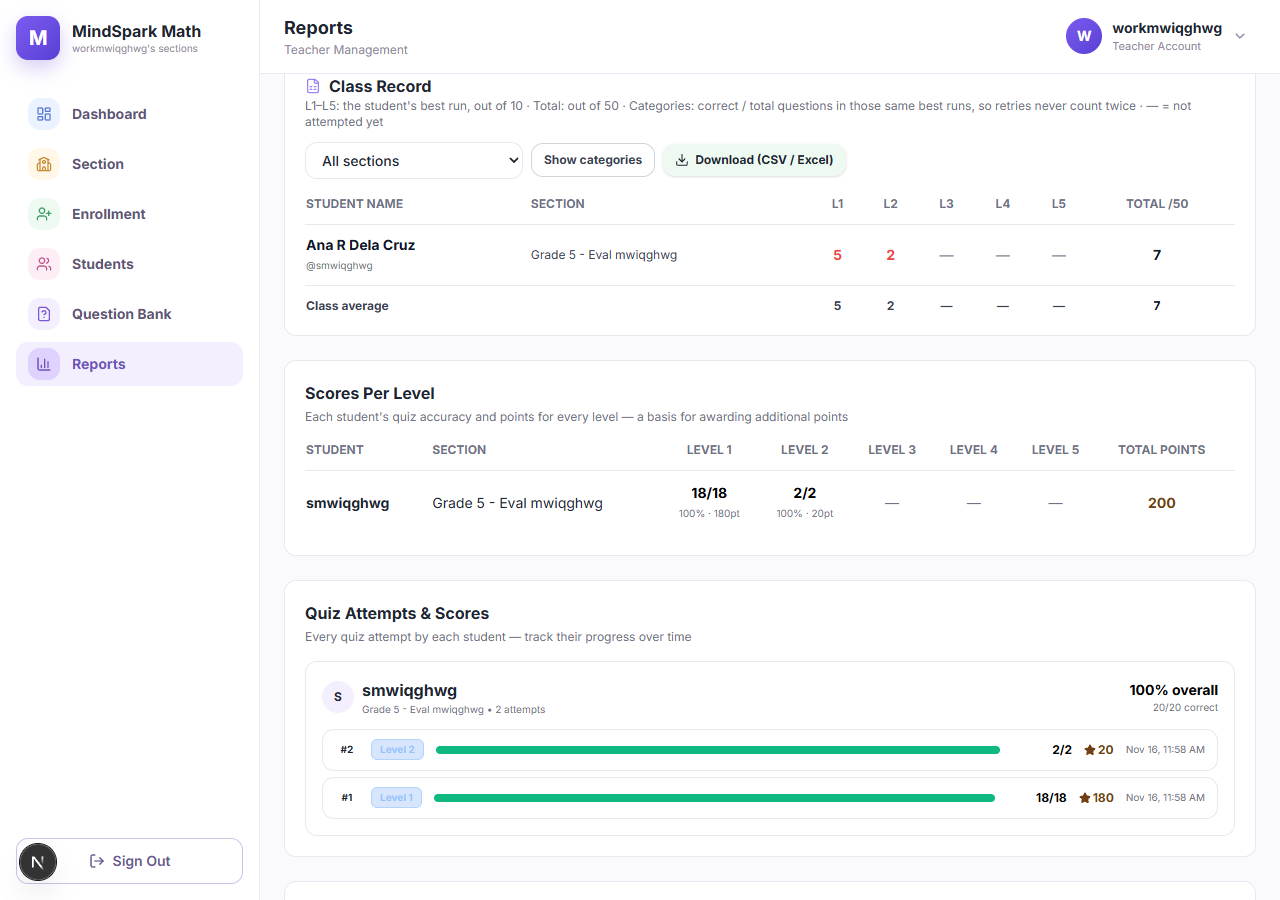 M
MindSpark Math
workmwiqghwg's sections
Dashboard
Section
Enrollment
Students
Question Bank
Reports
Sign Out
N
Reports
Teacher Management
W
workmwiqghwg
Teacher Account
Class Record
L1–L5: the student's best run, out of 10 · Total: out of 50 · Categories: correct / total questions in those same best runs, so retries never count twice · — = not
attempted yet
All sections
Show categories
Download (CSV / Excel)
STUDENT NAME SECTION L1 L2 L3 L4 L5 TOTAL /50
Ana R Dela Cruz
@smwiqghwg
Grade 5 - Eval mwiqghwg 5 2 — — — 7
Class average 5 2 — — — 7
Scores Per Level
Each student's quiz accuracy and points for every level — a basis for awarding additional points
STUDENT SECTION LEVEL 1 LEVEL 2 LEVEL 3 LEVEL 4 LEVEL 5 TOTAL POINTS
smwiqghwg Grade 5 - Eval mwiqghwg 18/18 2/2 — — — 200
100% · 180pt 100% · 20pt
Quiz Attempts & Scores
Every quiz attempt by each student — track their progress over time
S
smwiqghwg
Grade 5 - Eval mwiqghwg • 2 attempts
100% overall
20/20 correct
#2 Level 2 2/2 20 Nov 16, 11:58 AM
#1 Level 1 18/18 180 Nov 16, 11:58 AM